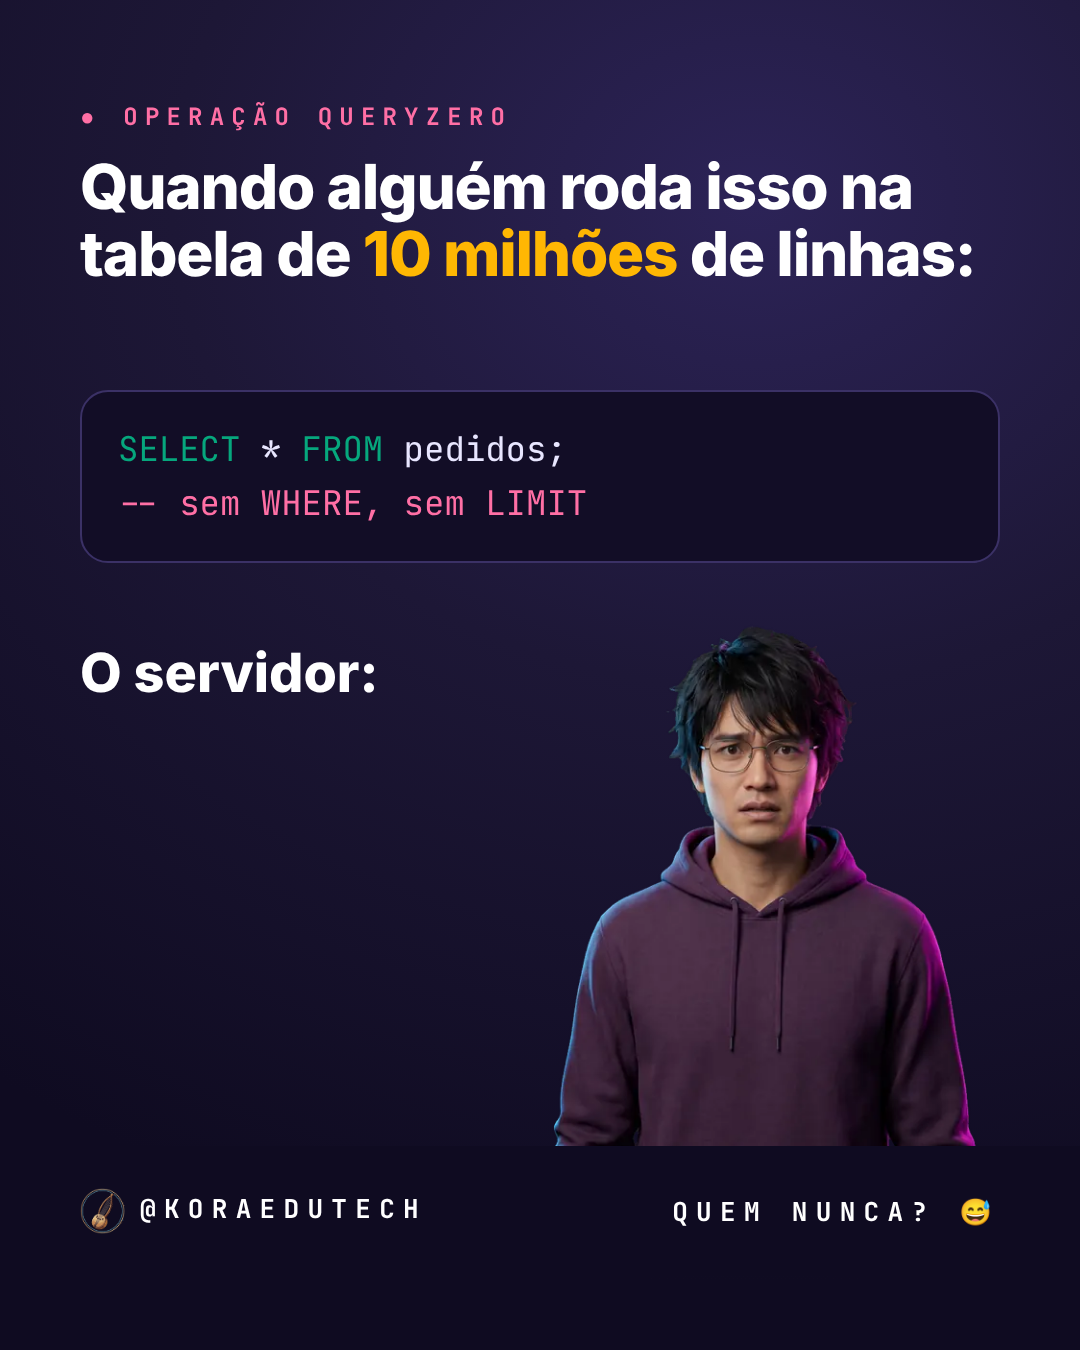 • OPERAÇÃO QUERYZERO
Quando alguém roda isso na
tabela de 10 milhões de linhas:
SELECT * FROM pedidos;
-- sem WHERE, sem LIMIT
O servidor:
@KORAEDUTECH
QUEM NUNCA? 😅